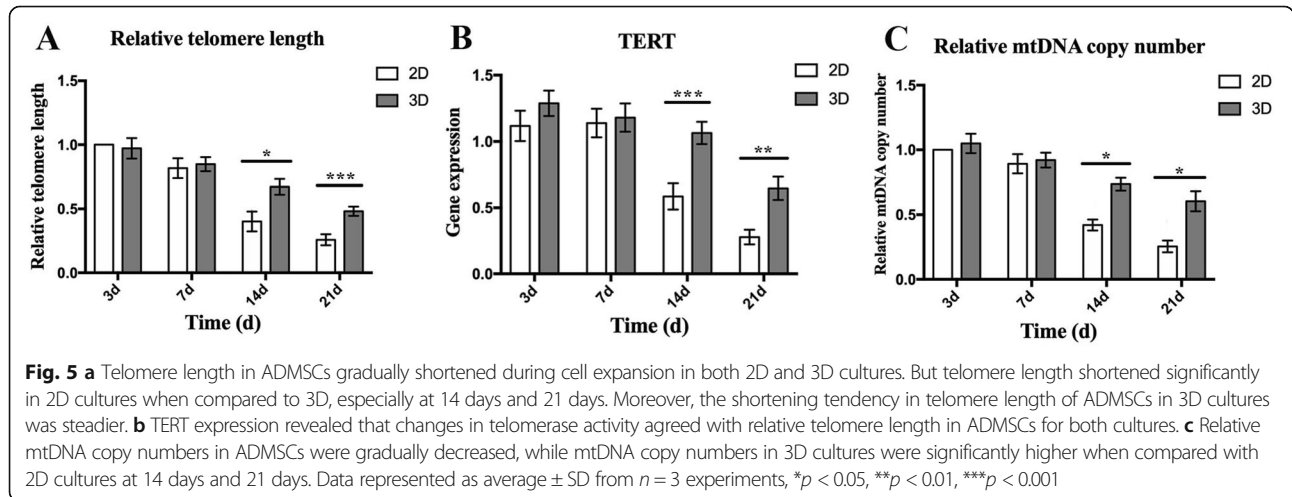 A Relative telomere length
Relative telomere length
1.5
1.0
0.5
0.0
2D
3D
*
***
3d
7d
14d
21d
Time (d)
B TERT
Gene expression
1.5
1.0
0.5
0.0
2D
3D
***
**
3d
7d
14d
21d
Time (d)
C Relative mtDNA copy number
Relative mtDNA copy number
1.5
1.0
0.5
0.0
2D
3D
*
*
3d
7d
14d
21d
Time (d)
Fig. 5 a Telomere length in ADMSCs gradually shortened during cell expansion in both 2D and 3D cultures. But telomere length shortened significantly
in 2D cultures when compared to 3D, especially at 14 days and 21 days. Moreover, the shortening tendency in telomere length of ADMSCs in 3D cultures
was steadier. b TERT expression revealed that changes in telomerase activity agreed with relative telomere length in ADMSCs for both cultures. c Relative
mtDNA copy numbers in ADMSCs were gradually decreased, while mtDNA copy numbers in 3D cultures were significantly higher when compared with
2D cultures at 14 days and 21 days. Data represented as average ± SD from n = 3 experiments, *p < 0.05, **p < 0.01, ***p < 0.001